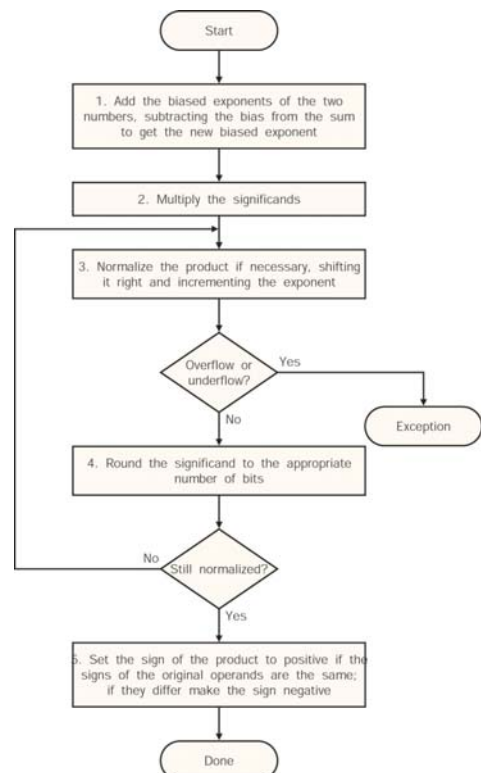 Start
1. Add the biased exponents of the two
numbers, subtracting the bias from the sum
to get the new biased exponent
2. Multiply the significands
3. Normalize the product if necessary, shifting
it right and incrementing the exponent
Overflow or
underflow?
Yes
No
Exception
4. Round the significand to the appropriate
number of bits
No
Still normalized?
Yes
5. Set the sign of the product to positive if the
signs of the original operands are the same;
if they differ make the sign negative
Done